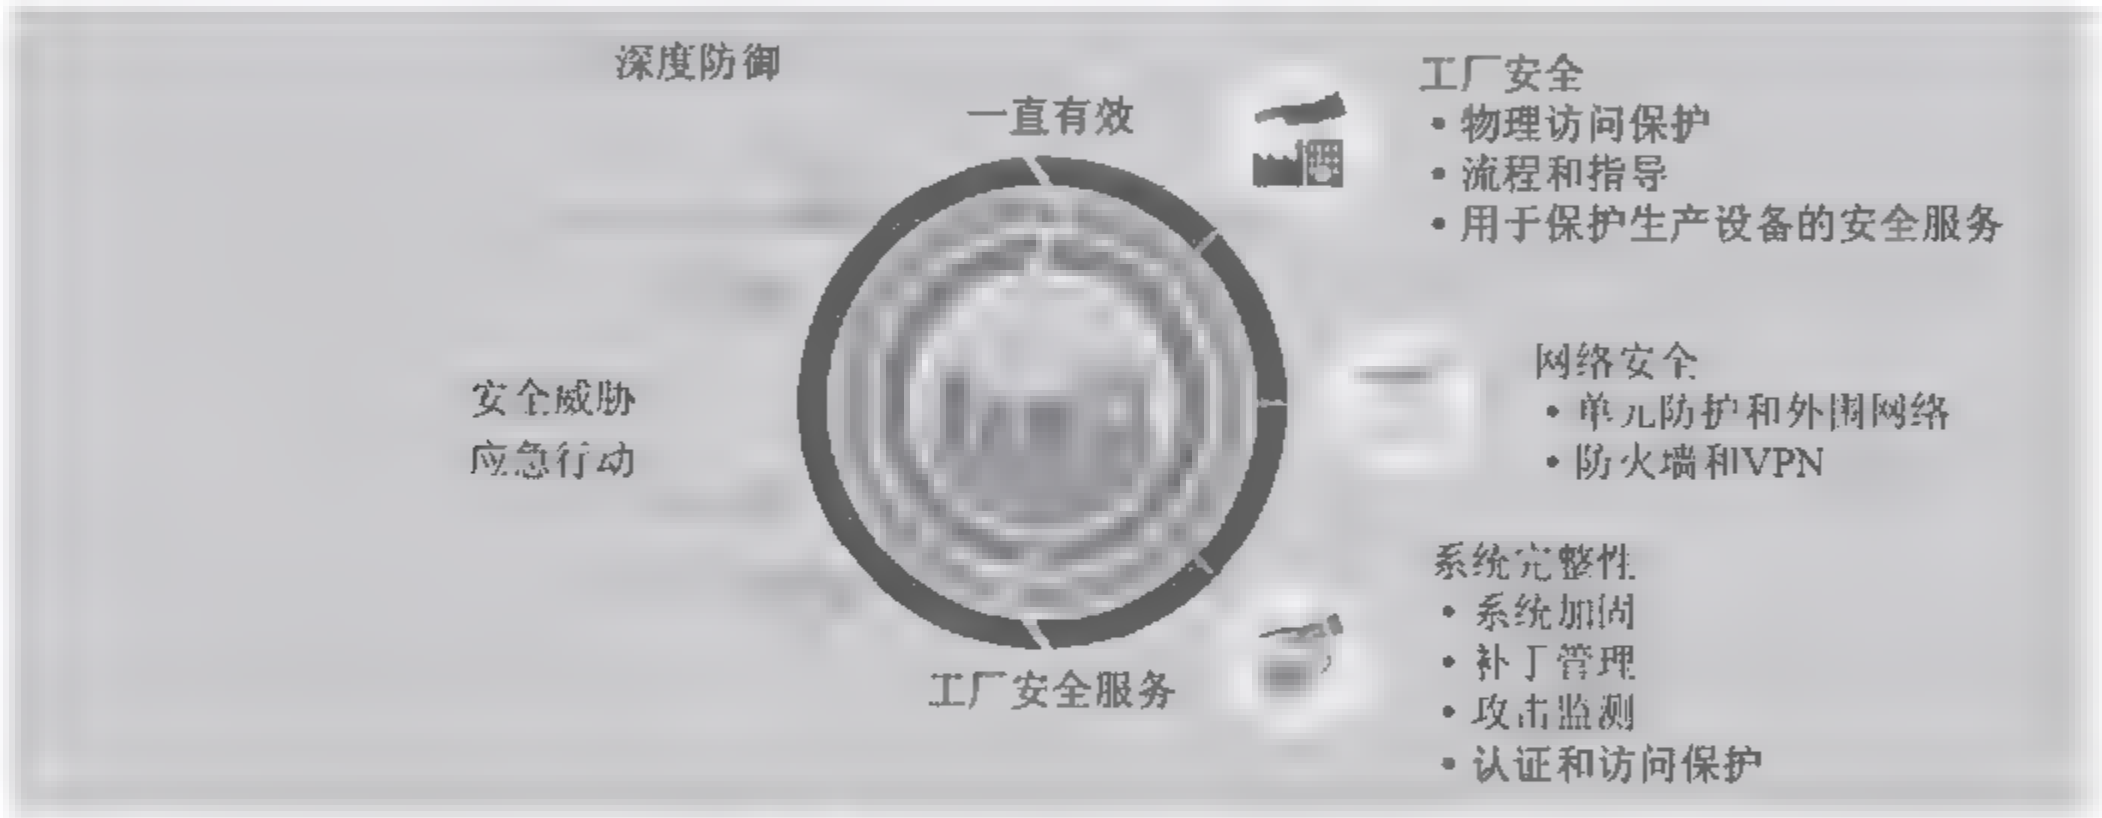 深度防御
一直有效
安全威胁
应急行动
工厂安全服务
工厂安全
• 物理访问保护
• 流程和指导
• 用于保护生产设备的安全服务
网络安全
• 单元防护和外围网络
• 防火墙和VPN
系统完整性
• 系统加固
• 补丁管理
• 攻击监测
• 认证和访问保护